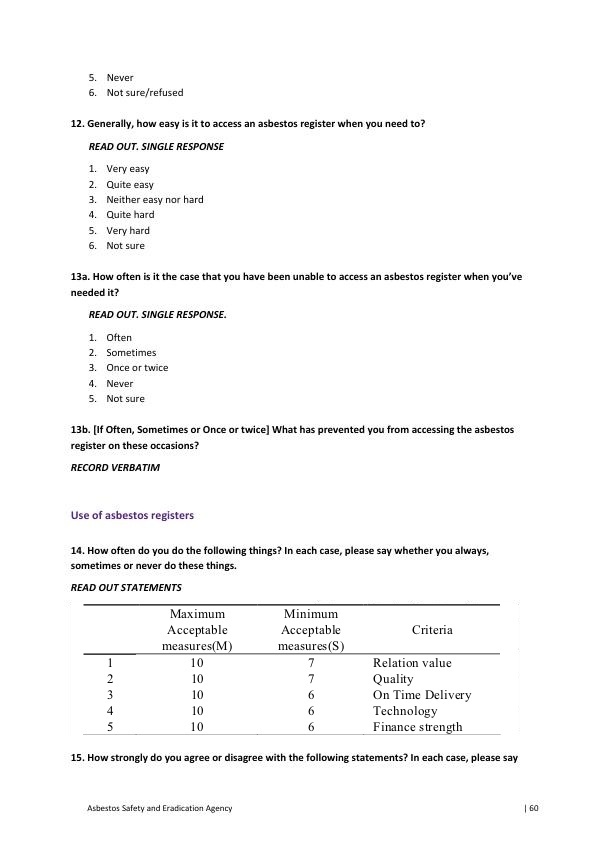 5. Never
6. Not sure/refused
12. Generally, how easy is it to access an asbestos register when you need to?
READ OUT. SINGLE RESPONSE
1. Very easy
2. Quite easy
3. Neither easy nor hard
4. Quite hard
5. Very hard
6. Not sure
13a. How often is it the case that you have been unable to access an asbestos register when you’ve
needed it?
READ OUT. SINGLE RESPONSE.
1. Often
2. Sometimes
3. Once or twice
4. Never
5. Not sure
13b. [If Often, Sometimes or Once or twice] What has prevented you from accessing the asbestos
register on these occasions?
RECORD VERBATIM
Use of asbestos registers
14. How often do you do the following things? In each case, please say whether you always,
sometimes or never do these things.
READ OUT STATEMENTS
Maximum Minimum
Acceptable Acceptable Criteria
measures(M) measures(S)
1 10 7 Relation value
2 10 7 Quality
3 10 6 On Time Delivery
4 10 6 Technology
5 10 6 Finance strength
15. How strongly do you agree or disagree with the following statements? In each case, please say
Asbestos Safety and Eradication Agency | 60